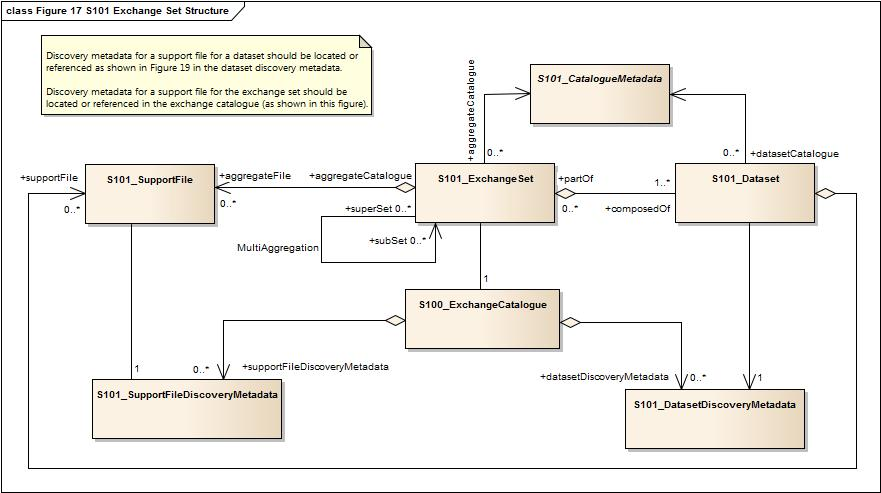 class Figure 17 S101 Exchange Set Structure
Discovery metadata for a support file for a dataset should be located or
referenced as shown in Figure 19 in the dataset discovery metadata.
Discovery metadata for a support file for the exchange set should be
located or referenced in the exchange catalogue (as shown in this figure).
S101_CatalogueMetadata
+aggregateCatalogue
0..*
0..*
+datasetCatalogue
+supportFile
0..*
S101_SupportFile
+aggregateFile
0..*
+aggregateCatalogue
S101_ExchangeSet
+partOf
0..*
1..*
+composedOf
S101_Dataset
+superSet 0..*
+subSet 0..*
MultiAggregation
1
S100_ExchangeCatalogue
1
0..*
+supportFileDiscoveryMetadata
+datasetDiscoveryMetadata
0..*
1
S101_SupportFileDiscoveryMetadata
S101_DatasetDiscoveryMetadata